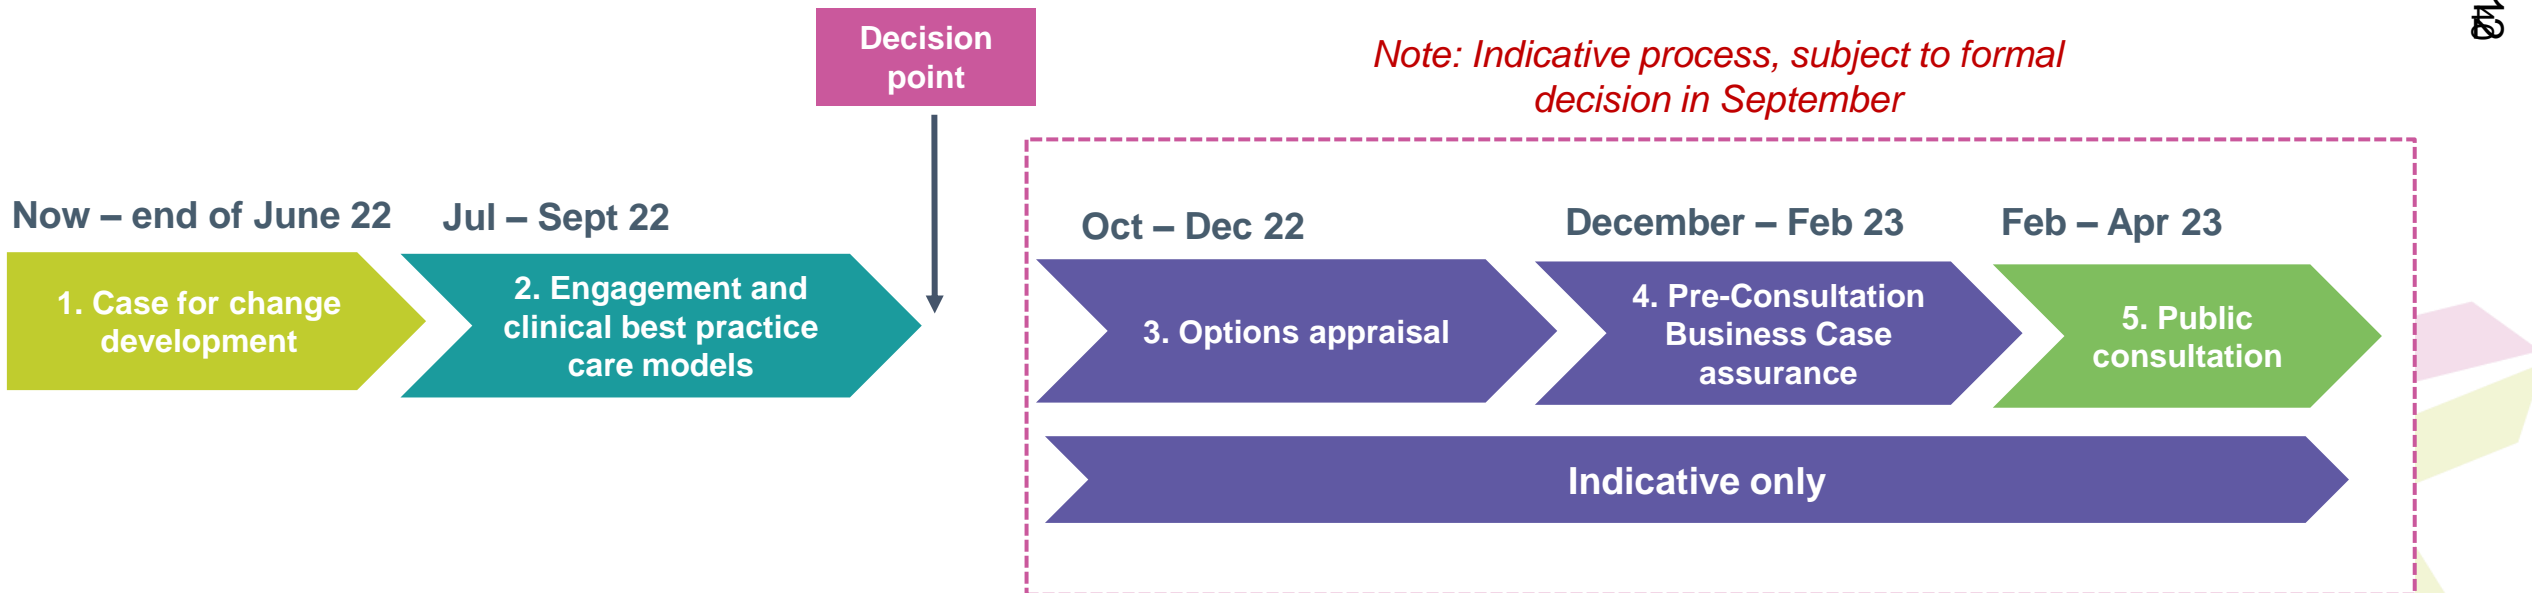 Decision
point
Note: Indicative process, subject to formal
decision in September
Now – end of June 22
Jul – Sept 22
Oct – Dec 22
December – Feb 23
Feb – Apr 23
1. Case for change
development
2. Engagement and
clinical best practice
care models
3. Options appraisal
4. Pre-Consultation
Business Case
assurance
5. Public
consultation
Indicative only